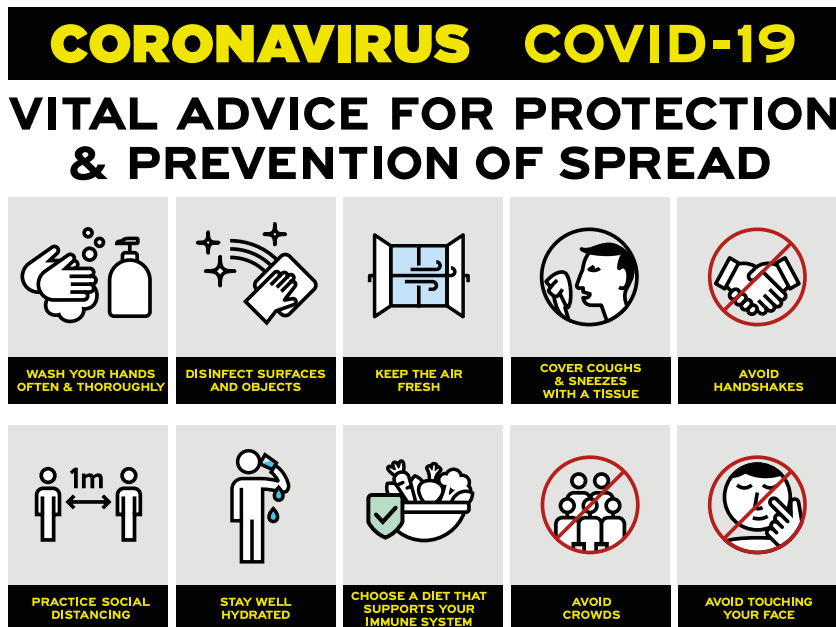 CORONAVIRUS COVID-19
VITAL ADVICE FOR PROTECTION
& PREVENTION OF SPREAD
WASH YOUR HANDS
OFTEN & THOROUGHLY
DISINFECT SURFACES
AND OBJECTS
KEEP THE AIR
FRESH
COVER COUGHS
& SNEEZES
WITH A TISSUE
AVOID
HANDSHAKES
1m
PRACTICE SOCIAL
DISTANCING
STAY WELL
HYDRATED
CHOOSE A DIET THAT
SUPPORTS YOUR
IMMUNE SYSTEM
AVOID
CROWDS
AVOID TOUCHING
YOUR FACE